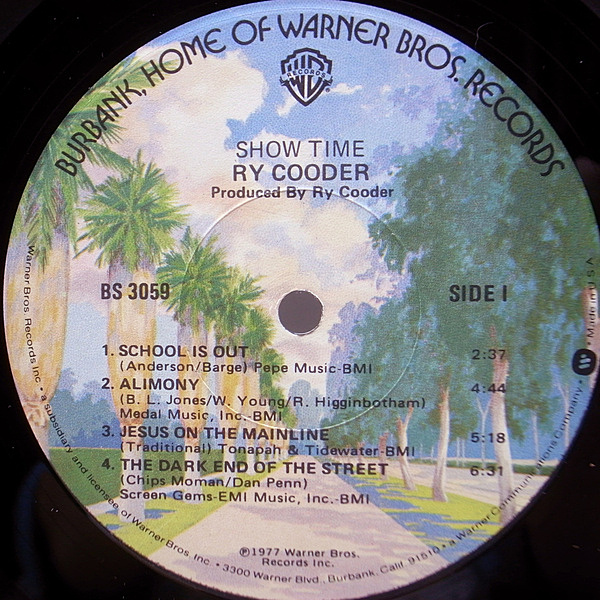 BURBANK, HOME OF WARNER BROS. RECORDS
RECORDS
SHOW TIME
RY COODER
Produced By Ry Cooder
BS 3059
SIDE I
1. SCHOOL IS OUT 2:37
(Anderson/Barge) Pepe Music-BMI
2. ALIMONY 4:44
(B. L. Jones/W. Young/R. Higginbotham)
Medal Music, Inc.-BMI
3. JESUS ON THE MAINLINE 5:18
(Traditional) Tonapah & Tidewater-BMI
4. THE DARK END OF THE STREET 6:31
(Chips Moman/Dan Penn)
Screen Gems-EMI Music, Inc.-BMI
℗1977 Warner Bros.
Records Inc.
Warner Bros. Records Inc. • a subsidiary and licensee of Warner Bros. Inc. • 3300 Warner Blvd., Burbank, Calif. 91510 • a Warner Communications Company. • Made in U.S.A.